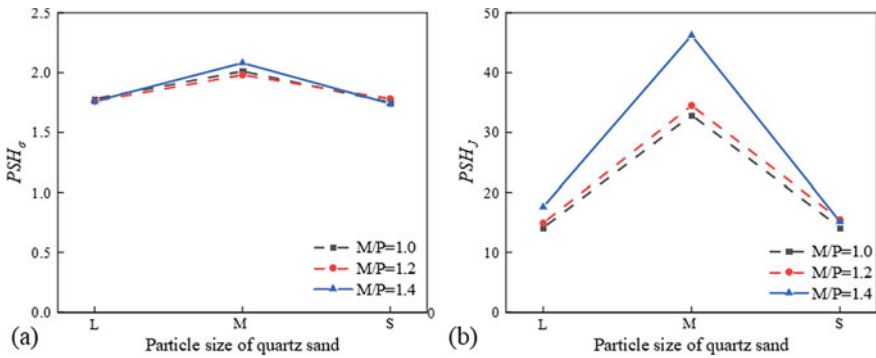 2.5
2.0
1.5
1.0
0.5
0.0
PSHσ
L M S 0
Particle size of quartz sand
M/P=1.0
M/P=1.2
M/P=1.4
(a)
50
40
30
20
10
0
PSHJ
L M S
Particle size of quartz sand
M/P=1.0
M/P=1.2
M/P=1.4
(b)